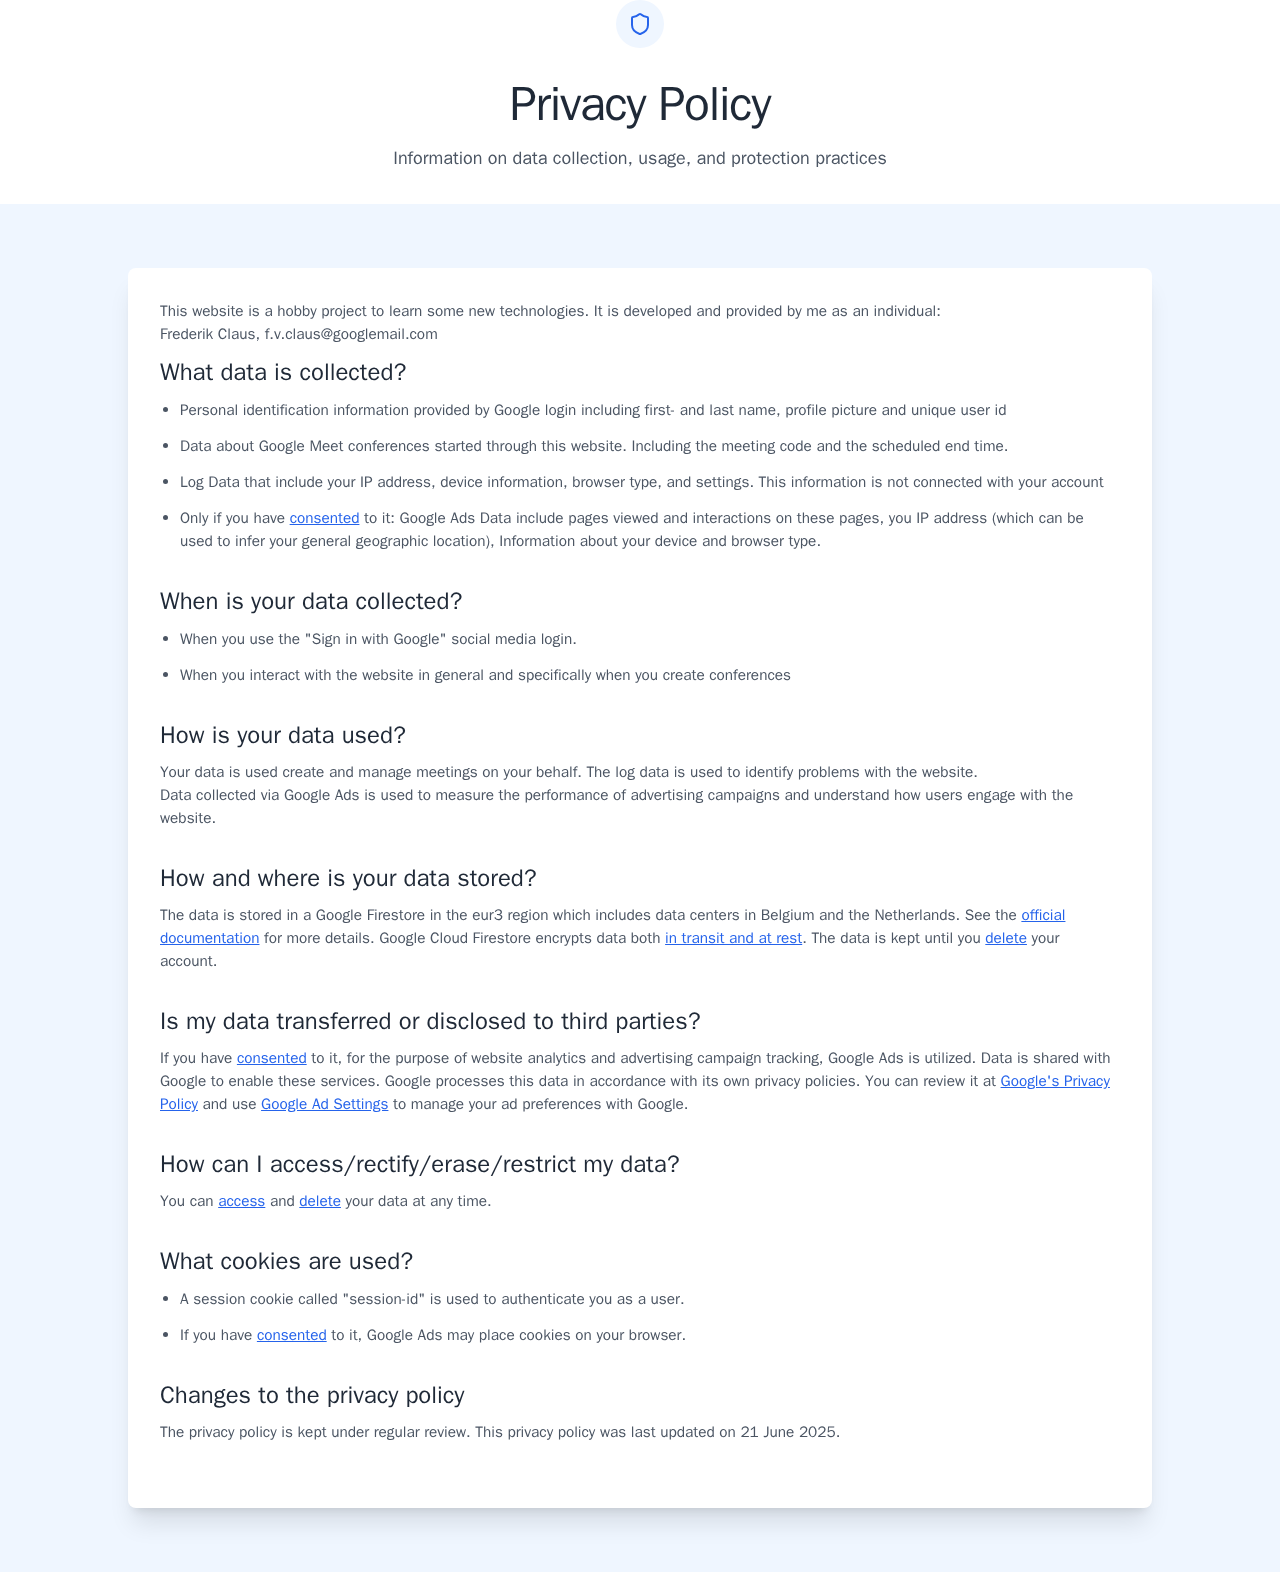 Privacy Policy
Information on data collection, usage, and protection practices
This website is a hobby project to learn some new technologies. It is developed and provided by me as an individual:
Frederik Claus, f.v.claus@googlemail.com
What data is collected?
• Personal identification information provided by Google login including first- and last name, profile picture and unique user id
• Data about Google Meet conferences started through this website. Including the meeting code and the scheduled end time.
• Log Data that include your IP address, device information, browser type, and settings. This information is not connected with your account
• Only if you have consented to it: Google Ads Data include pages viewed and interactions on these pages, you IP address (which can be
used to infer your general geographic location), Information about your device and browser type.
When is your data collected?
• When you use the "Sign in with Google" social media login.
• When you interact with the website in general and specifically when you create conferences
How is your data used?
Your data is used create and manage meetings on your behalf. The log data is used to identify problems with the website.
Data collected via Google Ads is used to measure the performance of advertising campaigns and understand how users engage with the
website.
How and where is your data stored?
The data is stored in a Google Firestore in the eur3 region which includes data centers in Belgium and the Netherlands. See the official
documentation for more details. Google Cloud Firestore encrypts data both in transit and at rest. The data is kept until you delete your
account.
Is my data transferred or disclosed to third parties?
If you have consented to it, for the purpose of website analytics and advertising campaign tracking, Google Ads is utilized. Data is shared with
Google to enable these services. Google processes this data in accordance with its own privacy policies. You can review it at Google's Privacy
Policy and use Google Ad Settings to manage your ad preferences with Google.
How can I access/rectify/erase/restrict my data?
You can access and delete your data at any time.
What cookies are used?
• A session cookie called "session-id" is used to authenticate you as a user.
• If you have consented to it, Google Ads may place cookies on your browser.
Changes to the privacy policy
The privacy policy is kept under regular review. This privacy policy was last updated on 21 June 2025.